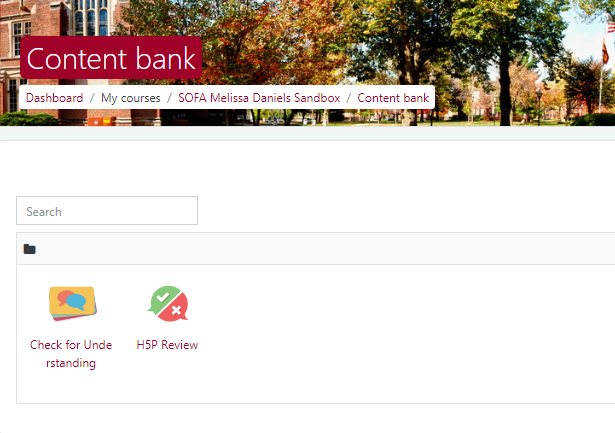 Content bank
Dashboard / My courses / SOFA Melissa Daniels Sandbox / Content bank
Search
Check for Unde
rstanding
H5P Review